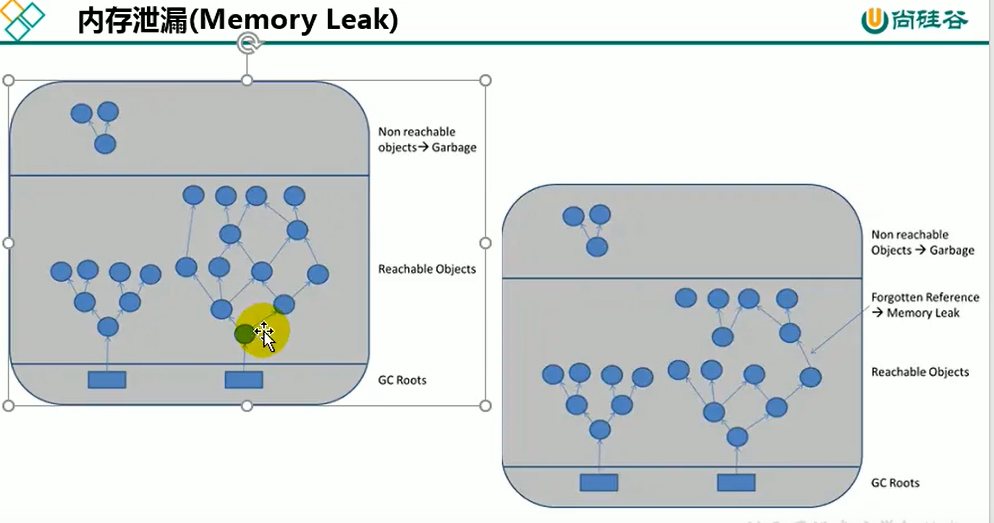 内存泄漏(Memory Leak)
尚硅谷
Non reachable
objects→ Garbage
Reachable Objects
GC Roots
Non reachable
Objects → Garbage
Forgotten Reference
→ Memory Leak
Reachable Objects
GC Roots